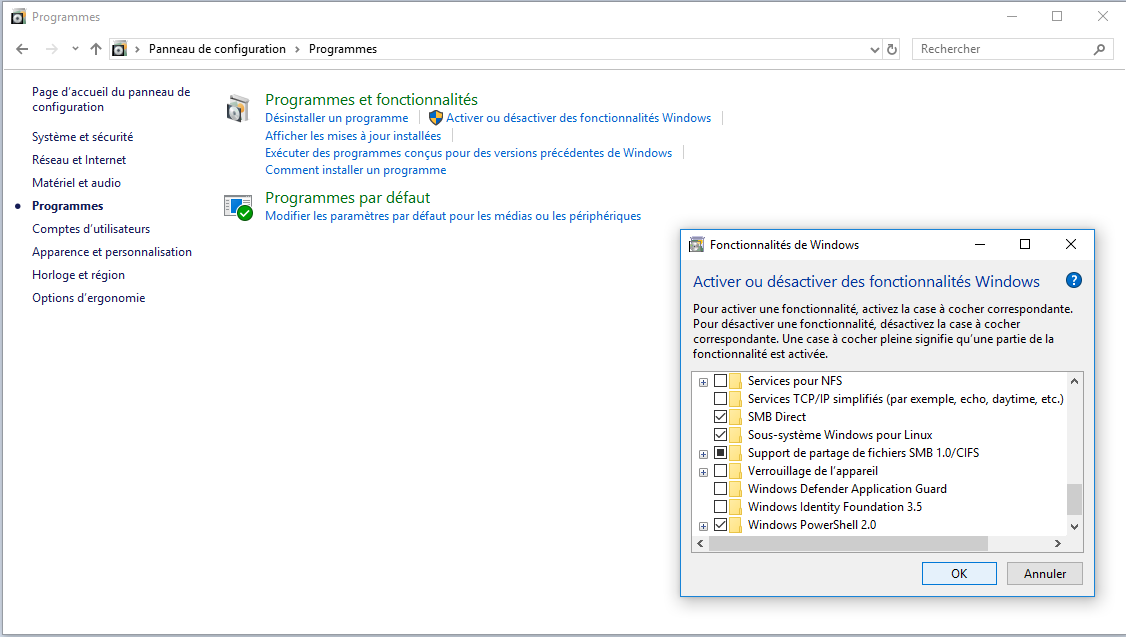 Programmes
Panneau de configuration > Programmes
Rechercher
Page d'accueil du panneau de
configuration
Système et sécurité
Réseau et Internet
Matériel et audio
Programmes
Comptes d'utilisateurs
Apparence et personnalisation
Horloge et région
Options d'ergonomie
Programmes et fonctionnalités
Désinstaller un programme
Activer ou désactiver des fonctionnalités Windows
Afficher les mises à jour installées
Exécuter des programmes conçus pour des versions précédentes de Windows
Comment installer un programme
Programmes par défaut
Modifier les paramètres par défaut pour les médias ou les périphériques
Fonctionnalités de Windows
Activer ou désactiver des fonctionnalités Windows
?
Pour activer une fonctionnalité, activez la case à cocher correspondante.
Pour désactiver une fonctionnalité, désactivez la case à cocher
correspondante. Une case à cocher pleine signifie qu'une partie de la
fonctionnalité est activée.
Services pour NFS
Services TCP/IP simplifiés (par exemple, echo, daytime, etc.)
SMB Direct
Sous-système Windows pour Linux
Support de partage de fichiers SMB 1.0/CIFS
Verrouillage de l'appareil
Windows Defender Application Guard
Windows Identity Foundation 3.5
Windows PowerShell 2.0
OK
Annuler